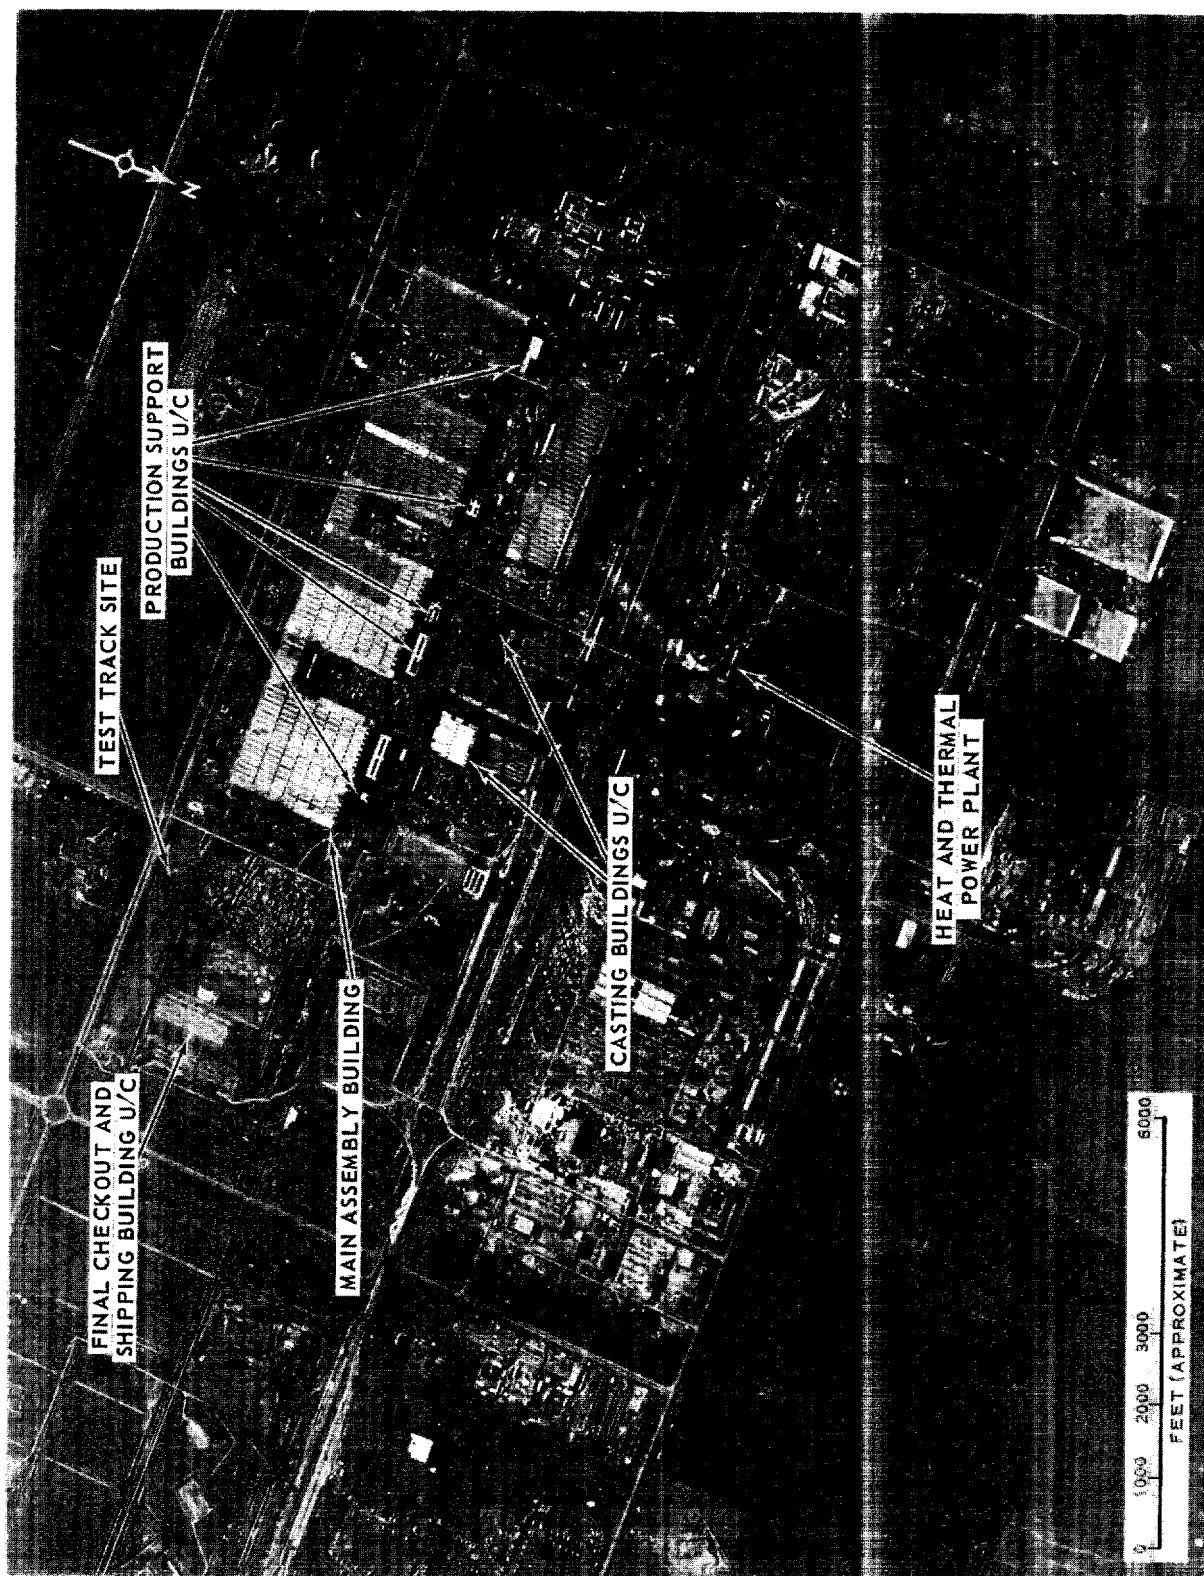 FINAL CHECKOUT AND
SHIPPING BUILDING U/C
TEST TRACK SITE
PRODUCTION SUPPORT
BUILDINGS U/C
N
MAIN ASSEMBLY BUILDING
CASTING BUILDINGS U/C
HEAT AND THERMAL
POWER PLANT
0 1000 2000 3000 6000
FEET (APPROXIMATE)